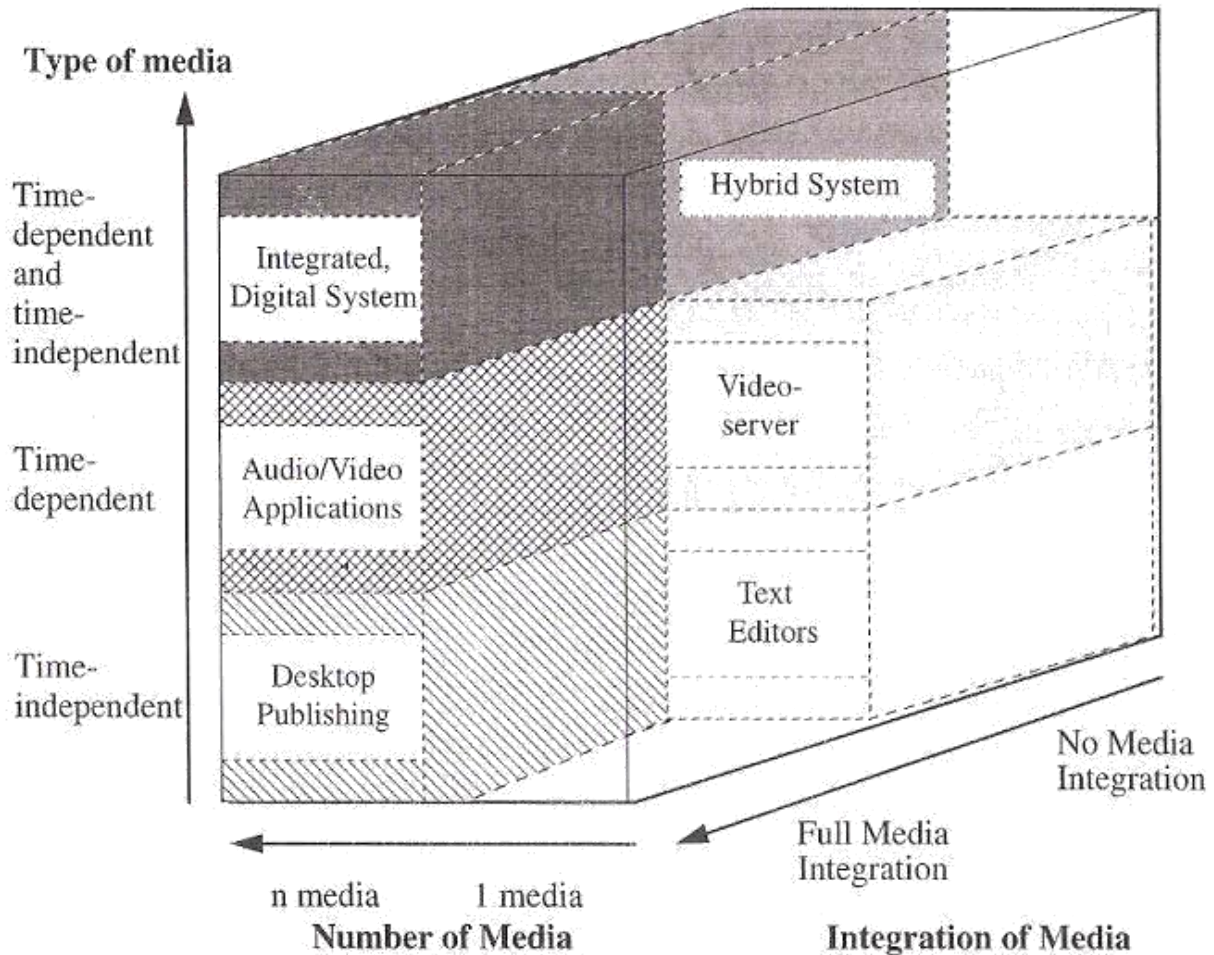 Type of media
Time-
dependent
and
time-
independent
Hybrid System
Integrated,
Digital System
Time-
dependent
Video-
server
Audio/Video
Applications
Time-
independent
Text
Editors
Desktop
Publishing
No Media
Integration
Full Media
Integration
n media
1 media
Number of Media
Integration of Media